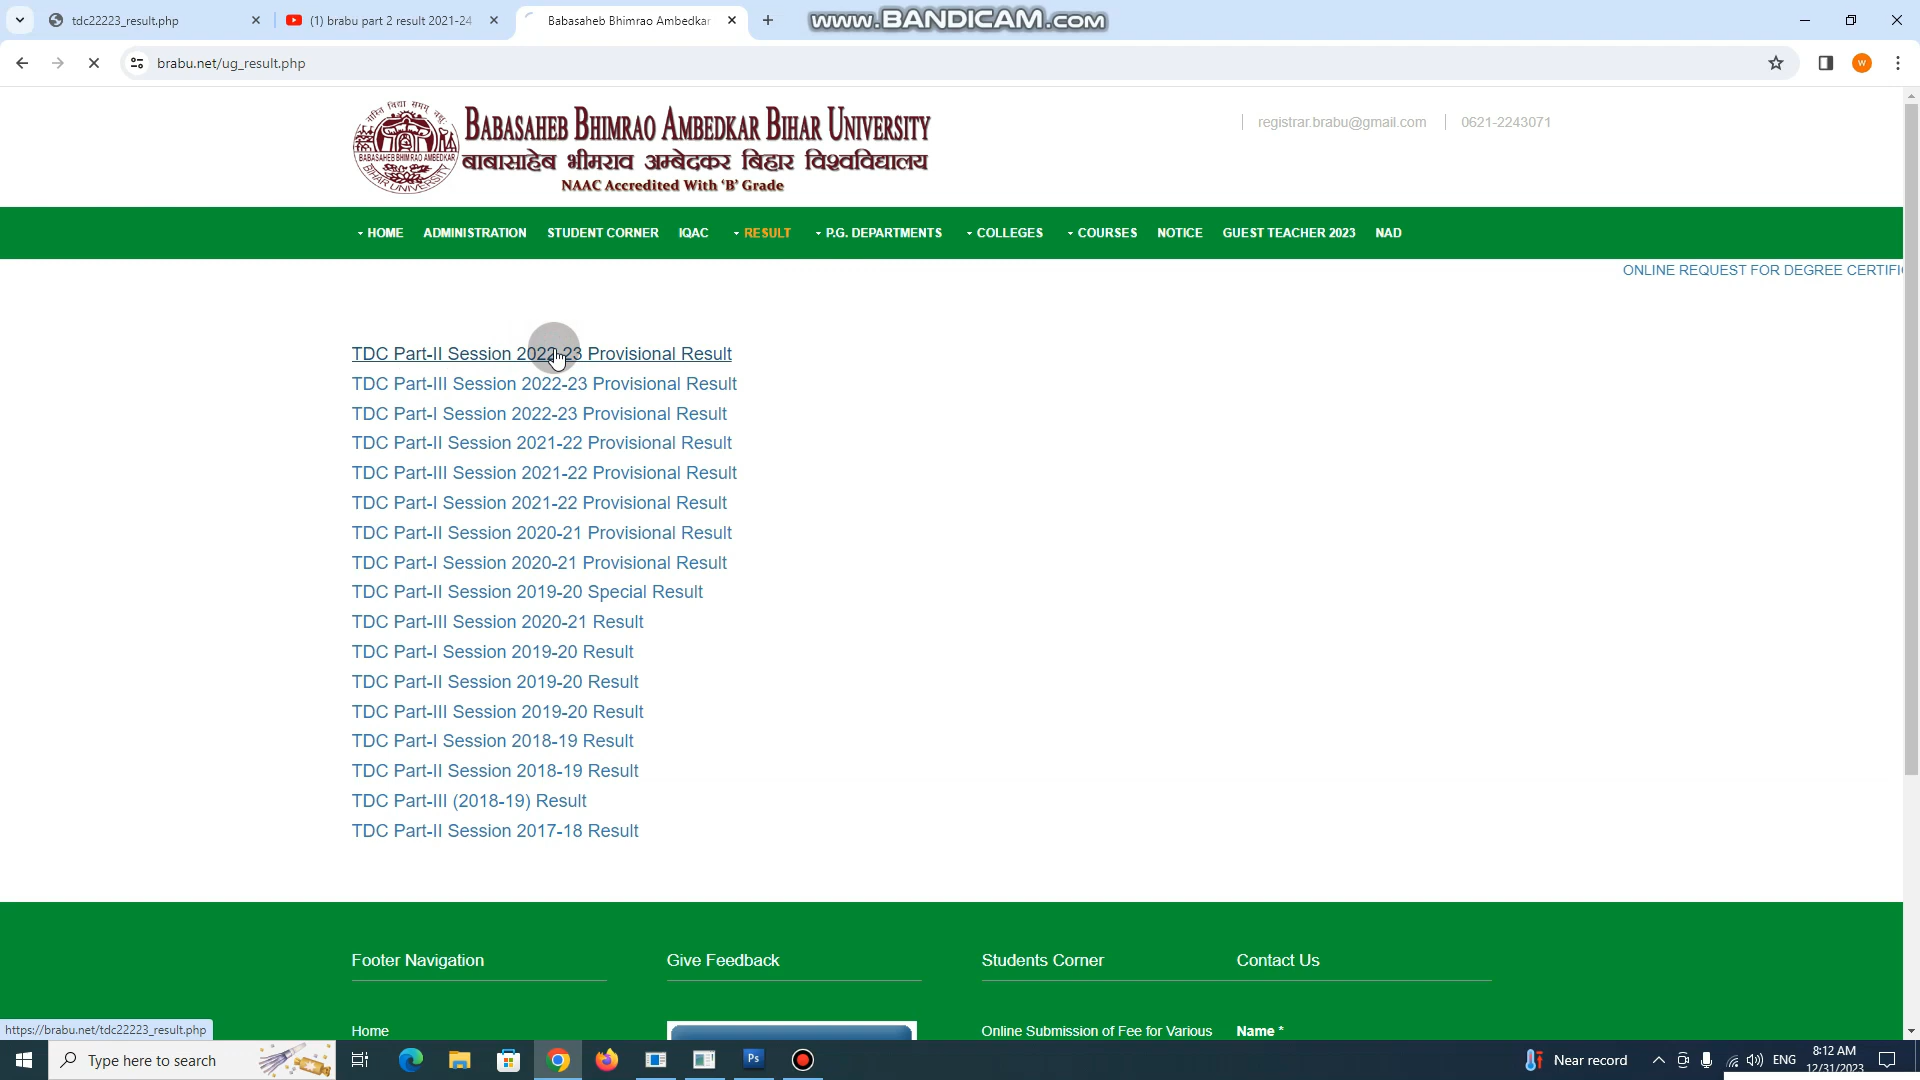 tdc22223_result.php
(1) brabu part 2 result 2021-24
Babasaheb Bhimrao Ambedkar
www.BANDICAM.com
brabu.net/ug_result.php
W
BABASAHEB BHIMRAO AMBEDKAR BIHAR UNIVERSITY
बाबासाहेब भीमराव अम्बेदकर बिहार विश्वविद्यालय
NAAC Accredited With ‘B’ Grade
registrar.brabu@gmail.com
0621-2243071
HOME ADMINISTRATION STUDENT CORNER IQAC RESULT P.G. DEPARTMENTS COLLEGES COURSES NOTICE GUEST TEACHER 2023 NAD
ONLINE REQUEST FOR DEGREE CERTIFI
TDC Part-II Session 2022-23 Provisional Result
TDC Part-III Session 2022-23 Provisional Result
TDC Part-I Session 2022-23 Provisional Result
TDC Part-II Session 2021-22 Provisional Result
TDC Part-III Session 2021-22 Provisional Result
TDC Part-I Session 2021-22 Provisional Result
TDC Part-II Session 2020-21 Provisional Result
TDC Part-I Session 2020-21 Provisional Result
TDC Part-II Session 2019-20 Special Result
TDC Part-III Session 2020-21 Result
TDC Part-I Session 2019-20 Result
TDC Part-II Session 2019-20 Result
TDC Part-III Session 2019-20 Result
TDC Part-I Session 2018-19 Result
TDC Part-II Session 2018-19 Result
TDC Part-III (2018-19) Result
TDC Part-II Session 2017-18 Result
Footer Navigation
Give Feedback
Students Corner
Contact Us
Home
Online Submission of Fee for Various
Name *
https://brabu.net/tdc22223_result.php
Type here to search
Ps
Near record
ENG
8:12 AM
12/31/2023